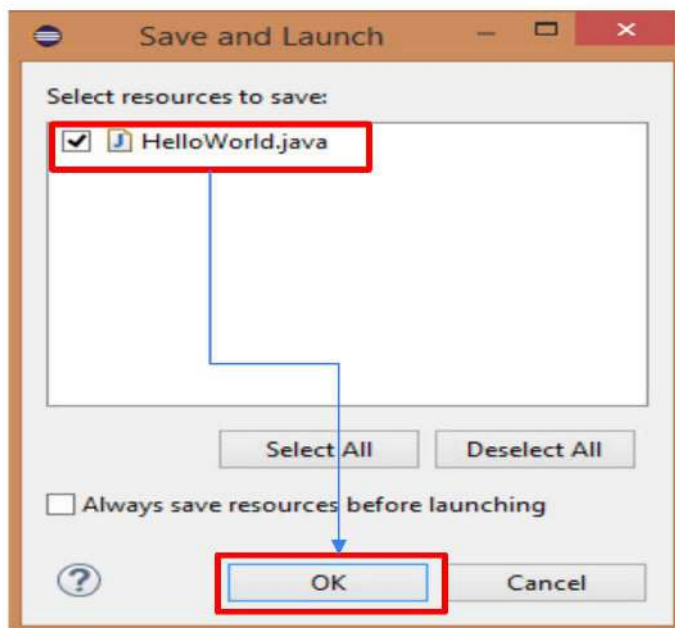 Save and Launch
Select resources to save:
HelloWorld.java
Select All Deselect All
Always save resources before launching
OK Cancel